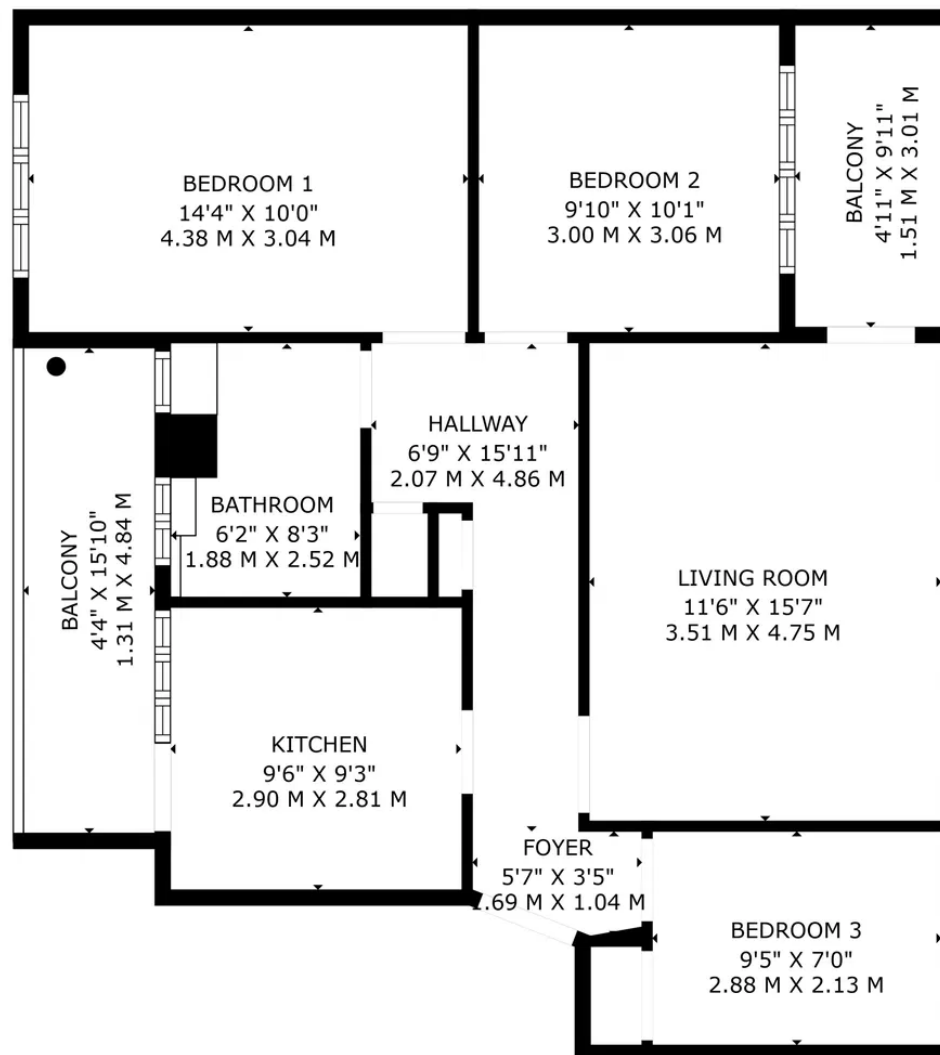 BEDROOM 1
14'4" X 10'0"
4.38 M X 3.04 M
BEDROOM 2
9'10" X 10'1"
3.00 M X 3.06 M
BALCONY
4'11" X 9'11"
1.51 M X 3.01 M
HALLWAY
6'9" X 15'11"
2.07 M X 4.86 M
BATHROOM
6'2" X 8'3"
1.88 M X 2.52 M
BALCONY
4'4" X 15'10"
1.31 M X 4.84 M
LIVING ROOM
11'6" X 15'7"
3.51 M X 4.75 M
KITCHEN
9'6" X 9'3"
2.90 M X 2.81 M
FOYER
5'7" X 3'5"
1.69 M X 1.04 M
BEDROOM 3
9'5" X 7'0"
2.88 M X 2.13 M